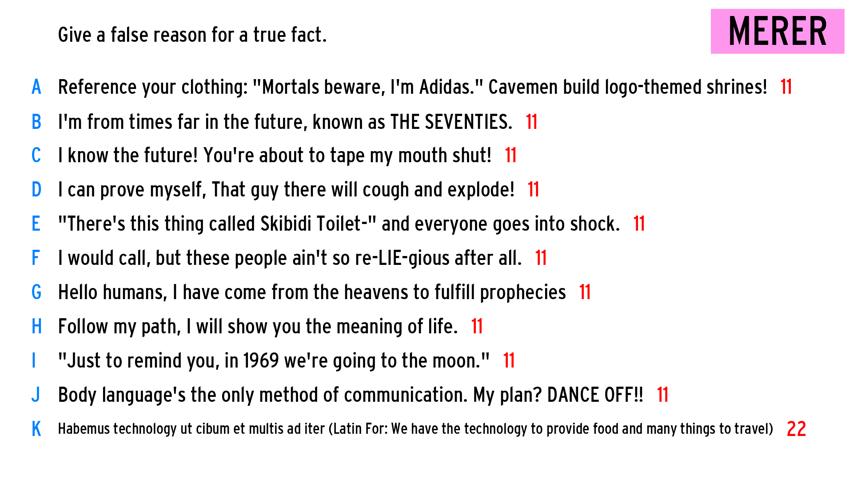 Give a false reason for a true fact.
MERER
A Reference your clothing: "Mortals beware, I'm Adidas." Cavemen build logo-themed shrines! 11
B I'm from times far in the future, known as THE SEVENTIES. 11
C I know the future! You're about to tape my mouth shut! 11
D I can prove myself, That guy there will cough and explode! 11
E "There's this thing called Skibidi Toilet-" and everyone goes into shock. 11
F I would call, but these people ain't so re-LIE-gious after all. 11
G Hello humans, I have come from the heavens to fulfill prophecies 11
H Follow my path, I will show you the meaning of life. 11
I "Just to remind you, in 1969 we're going to the moon." 11
J Body language's the only method of communication. My plan? DANCE OFF!! 11
K Habemus technology ut cibum et multis ad iter (Latin For: We have the technology to provide food and many things to travel) 22